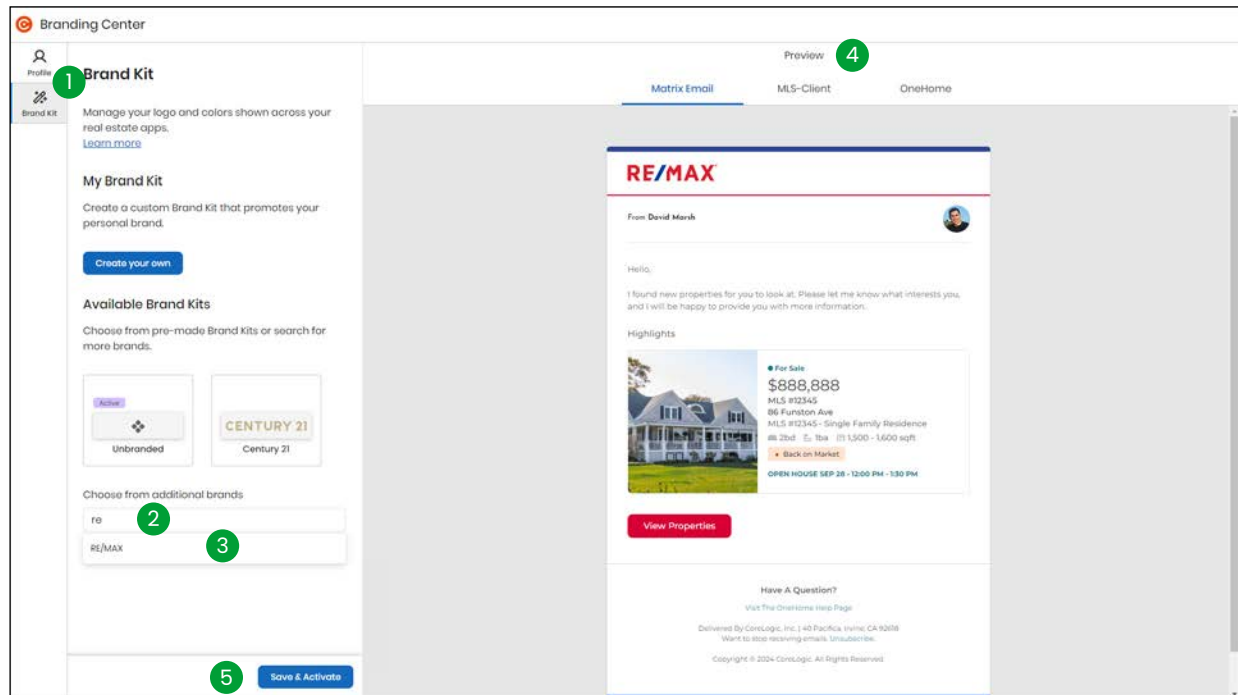 Branding Center
Profile
1
Brand Kit
Brand Kit
Manage your logo and colors shown across your
real estate apps.
Learn more
My Brand Kit
Create a custom Brand Kit that promotes your
personal brand.
Create your own
Available Brand Kits
Choose from pre-made Brand Kits or search for
more brands.
Active
Unbranded
CENTURY 21
Century 21
Choose from additional brands
re
2
RE/MAX
3
5
Save & Activate
Preview
4
Matrix Email
MLS-Client
OneHome
RE/MAX
From David Marsh
Hello,
I found new properties for you to look at. Please let me know what interests you,
and I will be happy to provide you with more information.
Highlights
For Sale
$888,888
MLS #12345
86 Funston Ave
MLS #12345 - Single Family Residence
2bd 1ba 1,500 - 1,600 sqft
Back on Market
OPEN HOUSE SEP 28 - 12:00 PM - 1:30 PM
View Properties
Have A Question?
Visit The OneHome Help Page
Delivered By CoreLogic, Inc. | 40 Pacifica, Irvine, CA 92618
Want to stop receiving emails. Unsubscribe.
Copyright © 2024 CoreLogic. All Rights Reserved